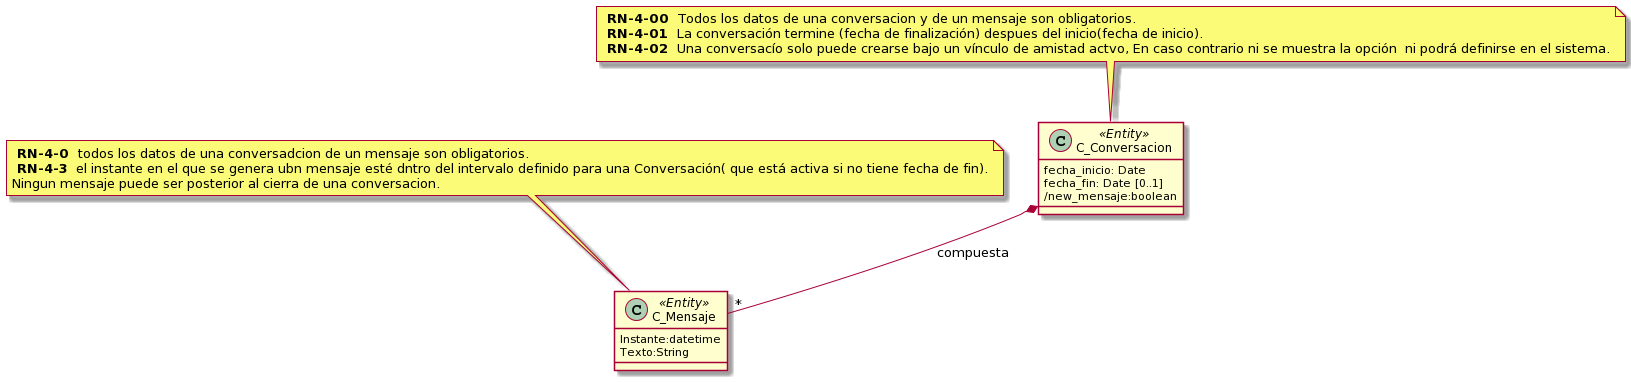 RN-4-00 Todos los datos de una conversacion y de un mensaje son obligatorios.
RN-4-01 La conversación termine (fecha de finalización) despues del inicio(fecha de inicio).
RN-4-02 Una conversacío solo puede crearse bajo un vínculo de amistad actvo, En caso contrario ni se muestra la opción ni podrá definirse en el sistema.
«Entity»
C C_Conversacion
fecha_inicio: Date
fecha_fin: Date [0..1]
/new_mensaje:boolean
RN-4-0 todos los datos de una conversadcion de un mensaje son obligatorios.
RN-4-3 el instante en el que se genera ubn mensaje esté dntro del intervalo definido para una Conversación( que está activa si no tiene fecha de fin).
Ningun mensaje puede ser posterior al cierra de una conversacion.
compuesta
*
«Entity»
C C_Mensaje
Instante:datetime
Texto:String